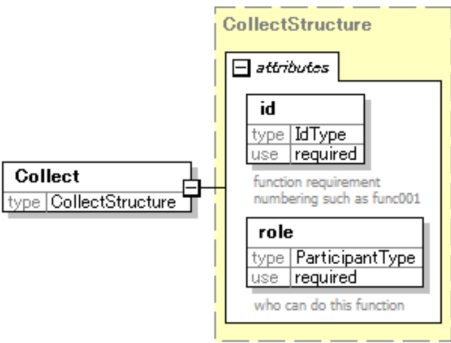 CollectStructure
attributes
id
type IdType
use required
function requirement
numbering such as func001
Collect
type CollectStructure
role
type ParticipantType
use required
who can do this function